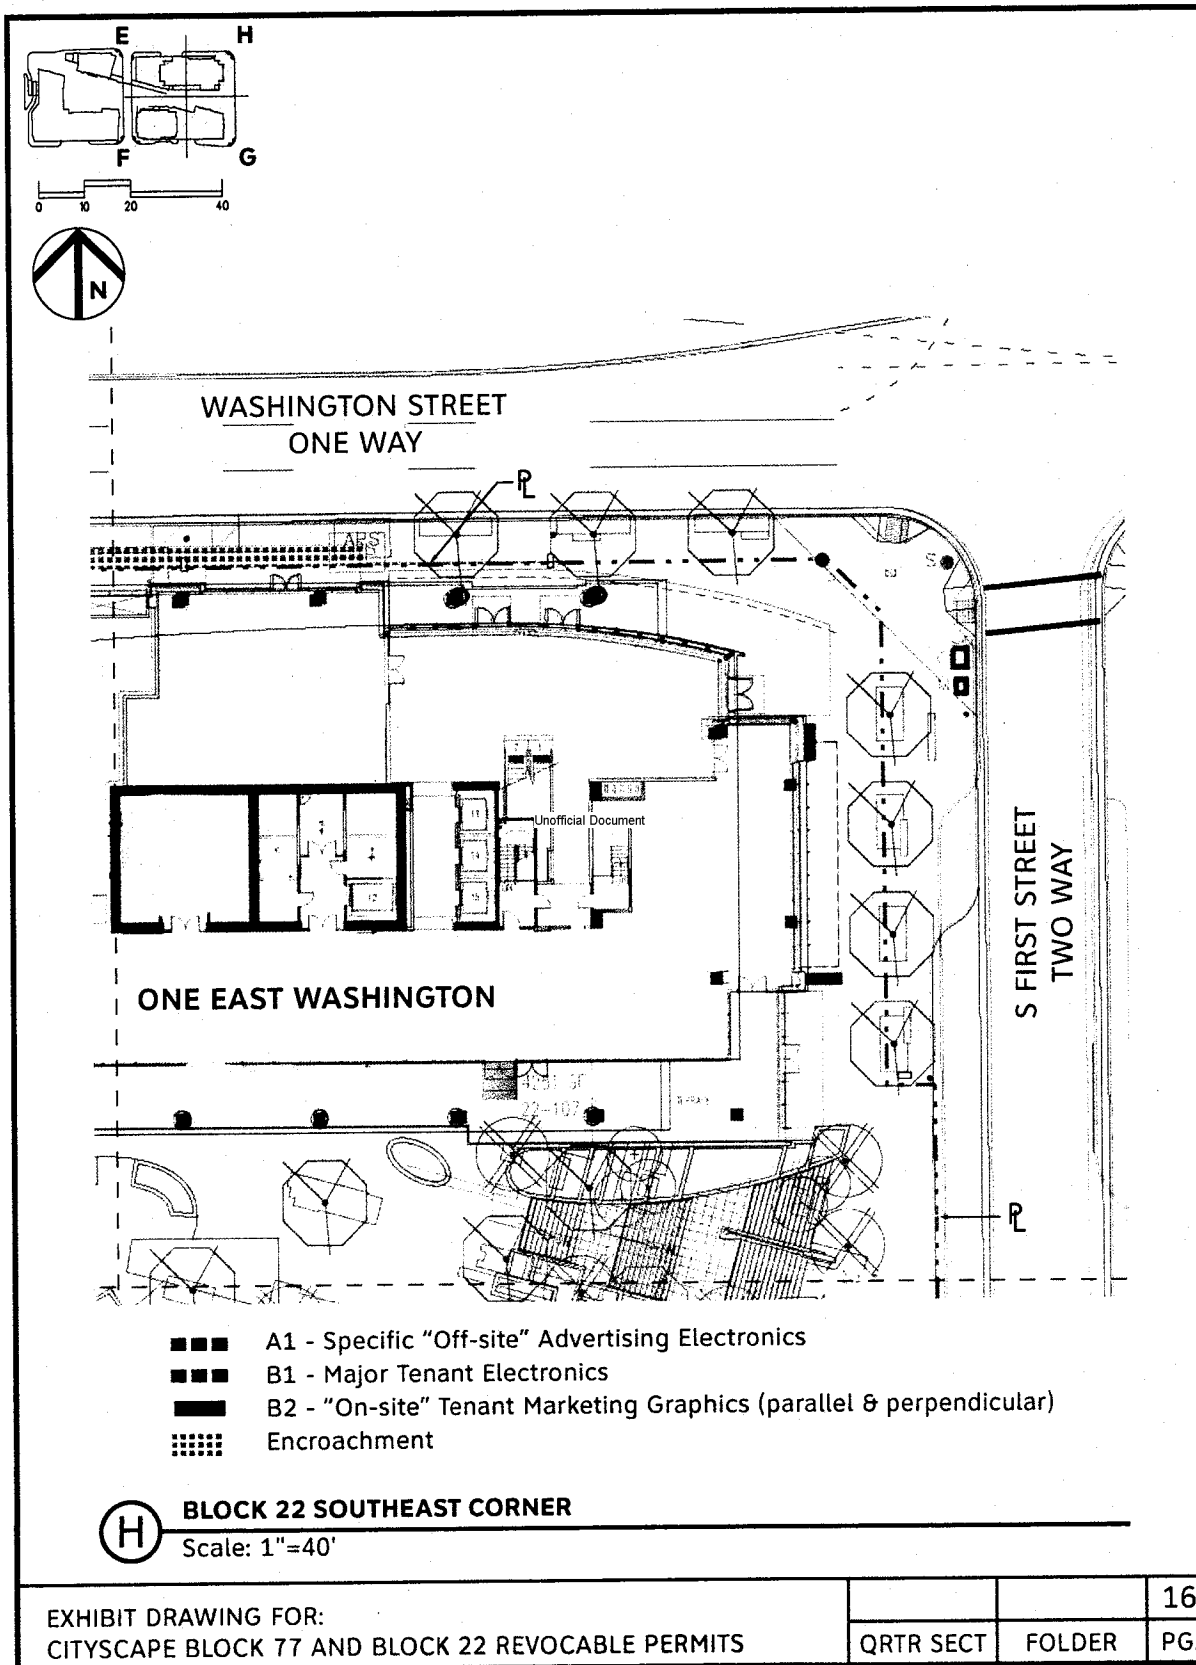 E
H
F
G
0 10 20 40
N
WASHINGTON STREET
ONE WAY
PL
APS
S
Unofficial Document
S FIRST STREET
TWO WAY
ONE EAST WASHINGTON
22-107
PL
A1 - Specific “Off-site” Advertising Electronics
B1 - Major Tenant Electronics
B2 - “On-site” Tenant Marketing Graphics (parallel & perpendicular)
Encroachment
H
BLOCK 22 SOUTHEAST CORNER
Scale: 1"=40'
EXHIBIT DRAWING FOR:
CITYSCAPE BLOCK 77 AND BLOCK 22 REVOCABLE PERMITS
16
QRTR SECT
FOLDER
PG.